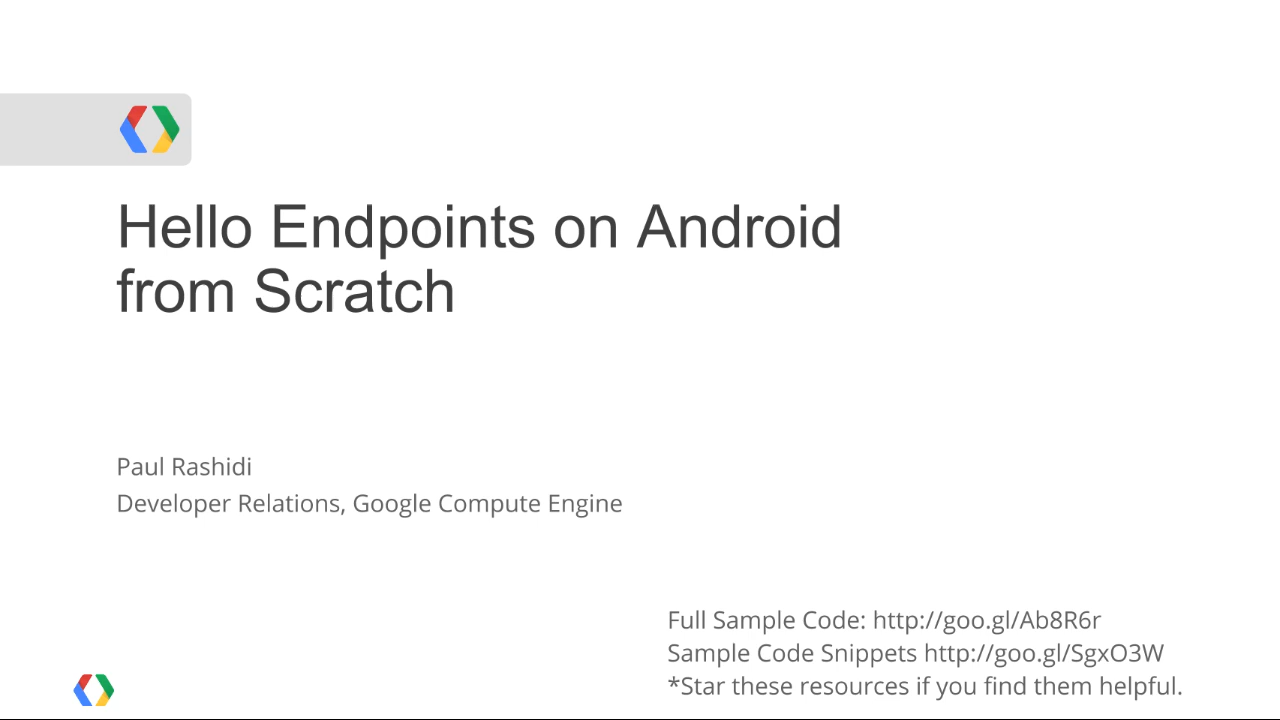 Hello Endpoints on Android
from Scratch
Paul Rashidi
Developer Relations, Google Compute Engine
Full Sample Code: http://goo.gl/Ab8R6r
Sample Code Snippets http://goo.gl/SgxO3W
*Star these resources if you find them helpful.